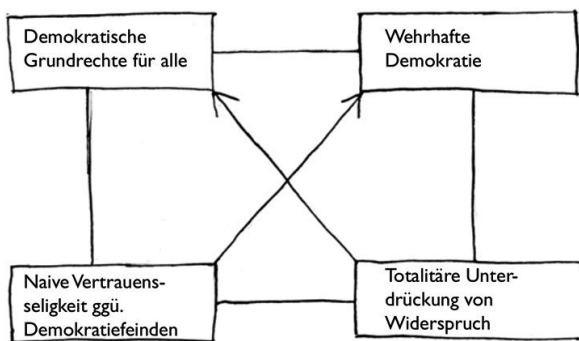 Demokratische
Grundrechte für alle
Wehrhafte
Demokratie
Naive Vertrauens-
seligkeit ggü.
Demokratiefeinden
Totalitäre Unter-
drückung von
Widerspruch